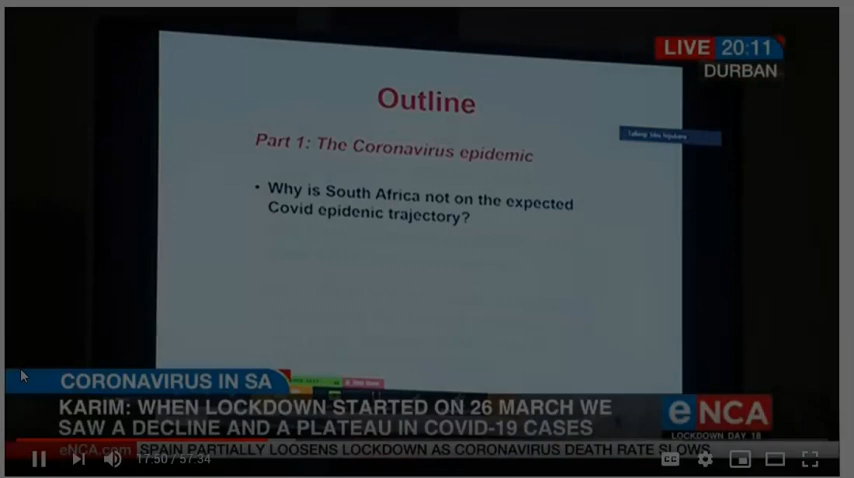 LIVE 20:11
DURBAN
Outline
Part 1: The Coronavirus epidemic
• Why is South Africa not on the expected
Covid epidenic trajectory?
CORONAVIRUS IN SA
KARIM: WHEN LOCKDOWN STARTED ON 26 MARCH WE
SAW A DECLINE AND A PLATEAU IN COVID-19 CASES
eNCA
LOCKDOWN DAY 18
eNCA.com SPAIN PARTIALLY LOOSENS LOCKDOWN AS CORONAVIRUS DEATH RATE SLOWS
17:50 / 57:34
CC